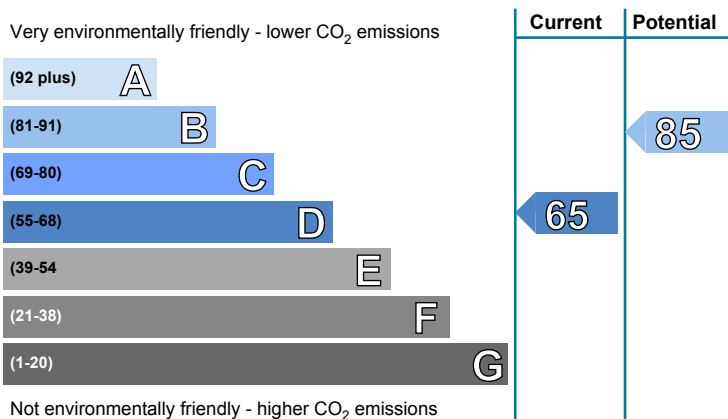 Current Potential
Very environmentally friendly - lower CO2 emissions
(92 plus) A
(81-91) B
85
(69-80) C
(55-68) D
65
(39-54 E
(21-38) F
(1-20) G
Not environmentally friendly - higher CO2 emissions